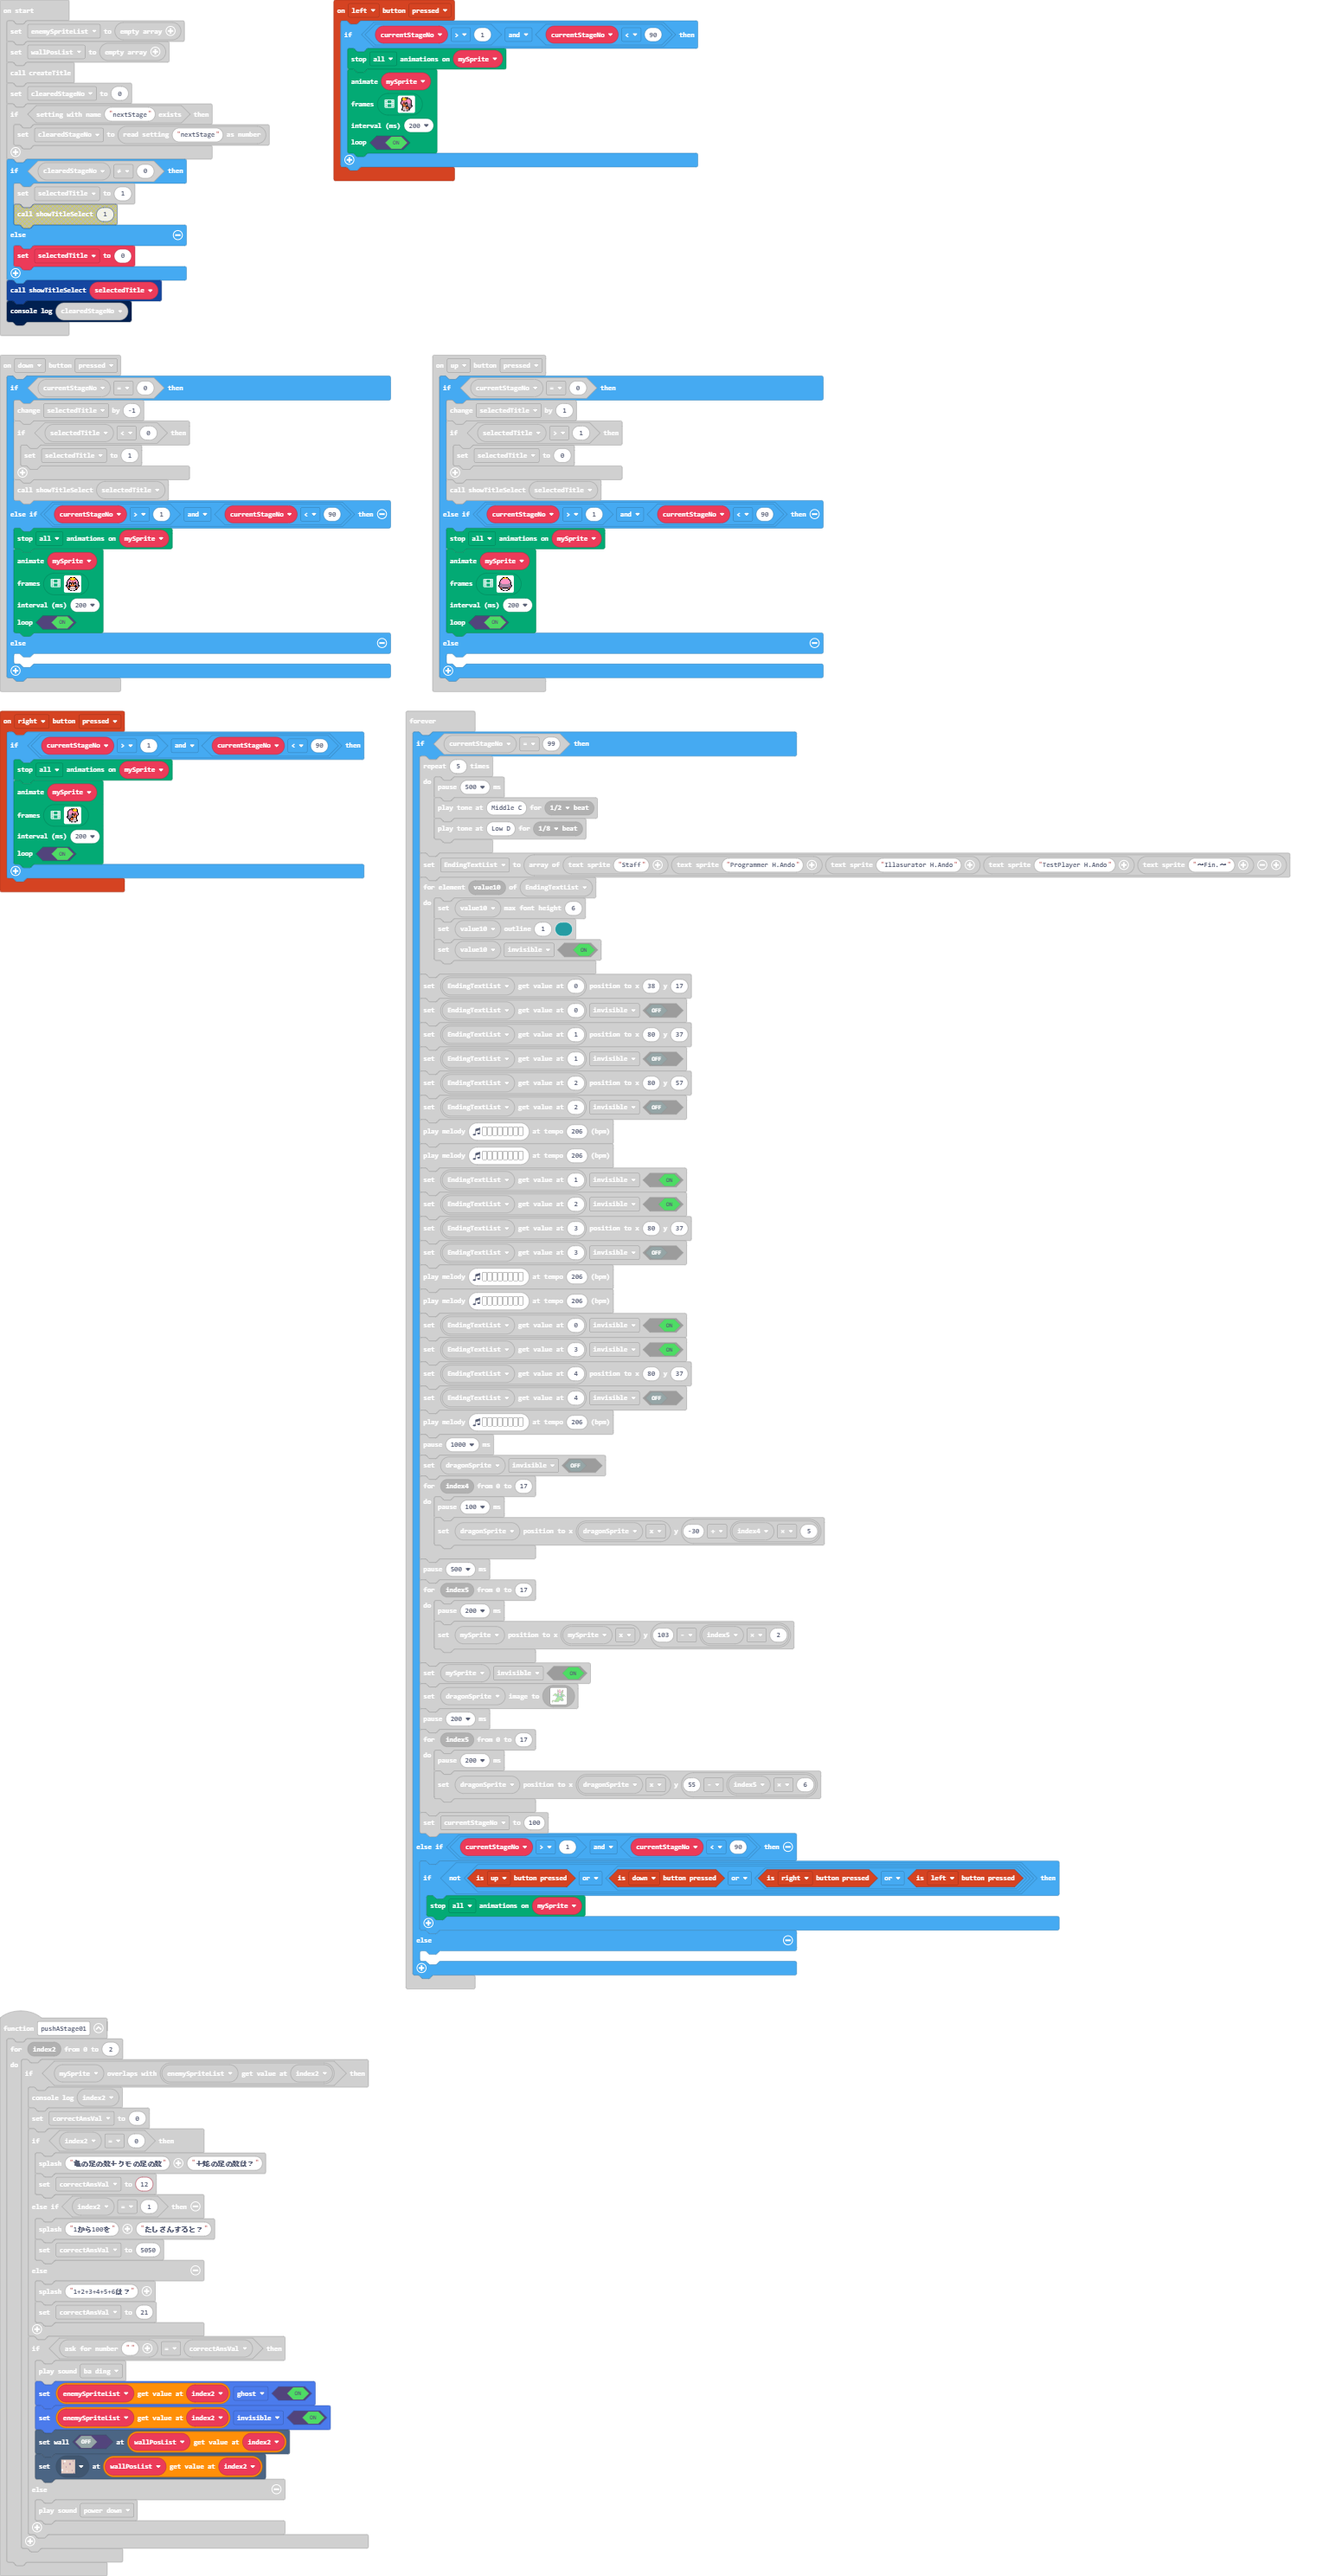 on start
set enemySpriteList to empty array
set wallPosList to empty array
call createTitle
set clearedStageNo to 0
if setting with name "nextStage" exists then
set clearedStageNo to read setting "nextStage" as number
if clearedStageNo ≠ 0 then
set selectedTitle to 1
call showTitleSelect 1
else
set selectedTitle to 0
call showTitleSelect selectedTitle
console log clearedStageNo
on left button pressed
if currentStageNo > 1 and currentStageNo < 90 then
stop all animations on mySprite
animate mySprite
frames
interval (ms) 200
loop ON
on down button pressed
if currentStageNo = 0 then
change selectedTitle by -1
if selectedTitle < 0 then
set selectedTitle to 1
call showTitleSelect selectedTitle
else if currentStageNo > 1 and currentStageNo < 90 then
stop all animations on mySprite
animate mySprite
frames
interval (ms) 200
loop ON
else
on up button pressed
if currentStageNo = 0 then
change selectedTitle by 1
if selectedTitle > 1 then
set selectedTitle to 0
call showTitleSelect selectedTitle
else if currentStageNo > 1 and currentStageNo < 90 then
stop all animations on mySprite
animate mySprite
frames
interval (ms) 200
loop ON
else
on right button pressed
if currentStageNo > 1 and currentStageNo < 90 then
stop all animations on mySprite
animate mySprite
frames
interval (ms) 200
loop ON
forever
if currentStageNo = 99 then
repeat 5 times
do
pause 500 ms
play tone at Middle C for 1/2 beat
play tone at Low D for 1/8 beat
set EndingTextList to array of text sprite "Staff" text sprite "Programmer H.Ando" text sprite "Illasurator H.Ando" text sprite "TestPlayer H.Ando" text sprite "~Fin.~"
for element value10 of EndingTextList
do
set value10 max font height 6
set value10 outline 1
set value10 invisible ON
set EndingTextList get value at 0 position to x 38 y 17
set EndingTextList get value at 0 invisible OFF
set EndingTextList get value at 1 position to x 80 y 37
set EndingTextList get value at 1 invisible OFF
set EndingTextList get value at 2 position to x 80 y 57
set EndingTextList get value at 2 invisible OFF
play melody at tempo 206 (bpm)
play melody at tempo 206 (bpm)
set EndingTextList get value at 1 invisible ON
set EndingTextList get value at 2 invisible ON
set EndingTextList get value at 3 position to x 80 y 37
set EndingTextList get value at 3 invisible OFF
play melody at tempo 206 (bpm)
play melody at tempo 206 (bpm)
set EndingTextList get value at 0 invisible ON
set EndingTextList get value at 3 invisible ON
set EndingTextList get value at 4 position to x 80 y 37
set EndingTextList get value at 4 invisible OFF
play melody at tempo 206 (bpm)
pause 1000 ms
set dragonSprite invisible OFF
for index4 from 0 to 17
do
pause 100 ms
set dragonSprite position to x dragonSprite x y -30 + index4 × 5
pause 500 ms
for index5 from 0 to 17
do
pause 200 ms
set mySprite position to x mySprite x y 103 - index5 × 2
set mySprite invisible ON
set dragonSprite image to
pause 200 ms
for index5 from 0 to 17
do
pause 200 ms
set dragonSprite position to x dragonSprite x y 55 - index5 × 6
set currentStageNo to 100
else if currentStageNo > 1 and currentStageNo < 90 then
if not is up button pressed or is down button pressed or is right button pressed or is left button pressed then
stop all animations on mySprite
else
function pushAStage01
for index2 from 0 to 2
do
if mySprite overlaps with enemySpriteList get value at index2 then
console log index2
set correctAnsVal to 0
if index2 = 0 then
splash "亀の足の数+クモの足の数" "+蛇の足の数は？"
set correctAnsVal to 12
else if index2 = 1 then
splash "1から100を" "たしざんすると？"
set correctAnsVal to 5050
else
splash "1+2+3+4+5+6は？"
set correctAnsVal to 21
if ask for number "" = correctAnsVal then
play sound ba ding
set enemySpriteList get value at index2 ghost ON
set enemySpriteList get value at index2 invisible ON
set wall OFF at wallPosList get value at index2
set at wallPosList get value at index2
else
play sound power down